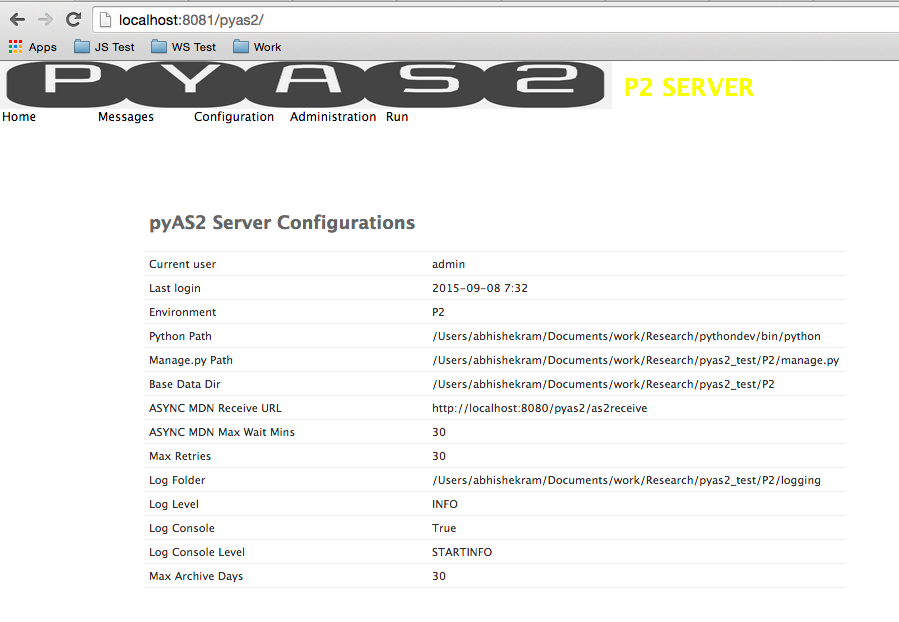 localhost:8081/pyas2/
Apps JS Test WS Test Work
PYAS2 P2 SERVER
Home Messages Configuration Administration Run
pyAS2 Server Configurations
Current user admin
Last login 2015-09-08 7:32
Environment P2
Python Path /Users/abhishekram/Documents/work/Research/pythondev/bin/python
Manage.py Path /Users/abhishekram/Documents/work/Research/pyas2_test/P2/manage.py
Base Data Dir /Users/abhishekram/Documents/work/Research/pyas2_test/P2
ASYNC MDN Receive URL http://localhost:8080/pyas2/as2receive
ASYNC MDN Max Wait Mins 30
Max Retries 30
Log Folder /Users/abhishekram/Documents/work/Research/pyas2_test/P2/logging
Log Level INFO
Log Console True
Log Console Level STARTINFO
Max Archive Days 30